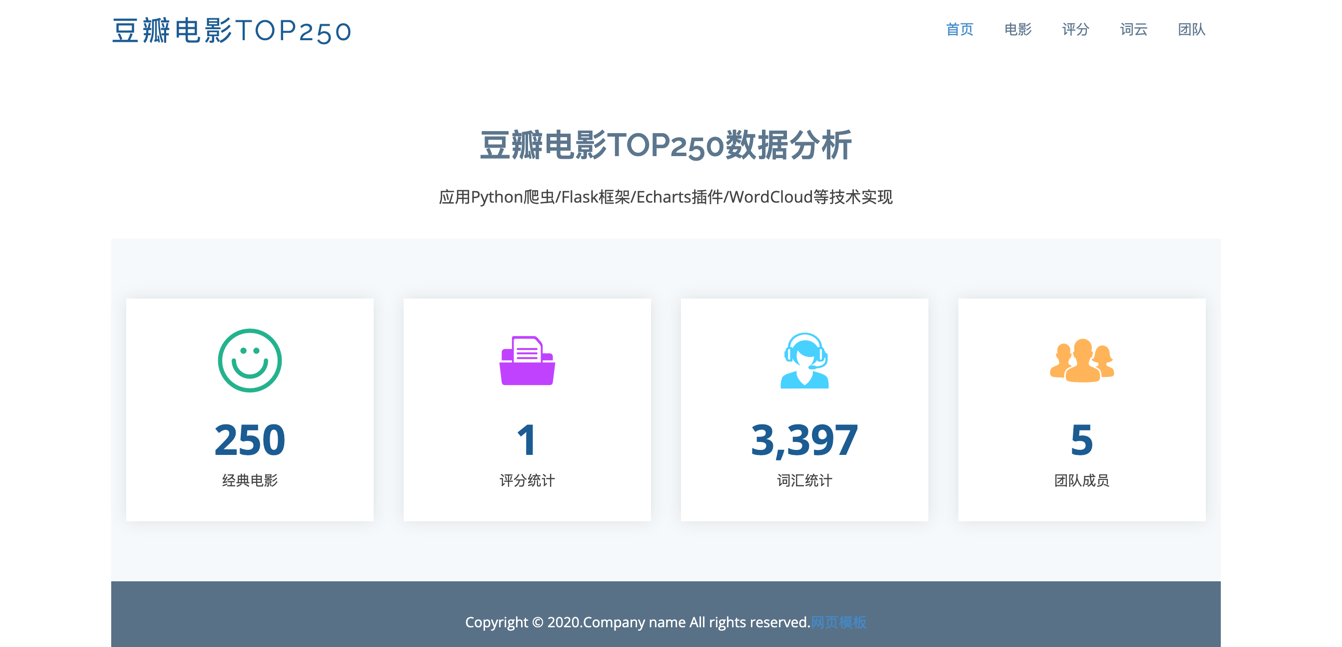 豆瓣电影TOP250
首页 电影 评分 词云 团队
豆瓣电影TOP250数据分析
应用Python爬虫/Flask框架/Echarts插件/WordCloud等技术实现
250
经典电影
1
评分统计
3,397
词汇统计
5
团队成员
Copyright © 2020.Company name All rights reserved.网页模板